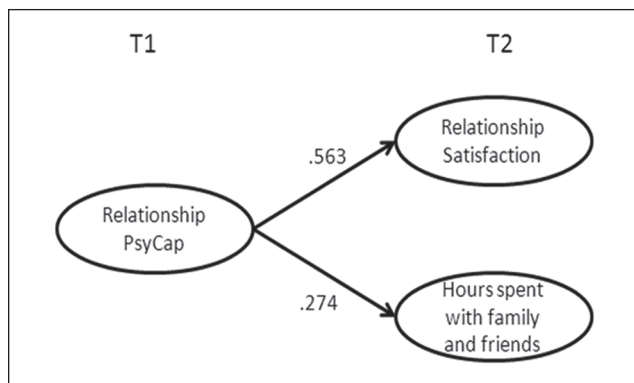 T1
T2
Relationship
Satisfaction
.563
Relationship
PsyCap
.274
Hours spent
with family
and friends